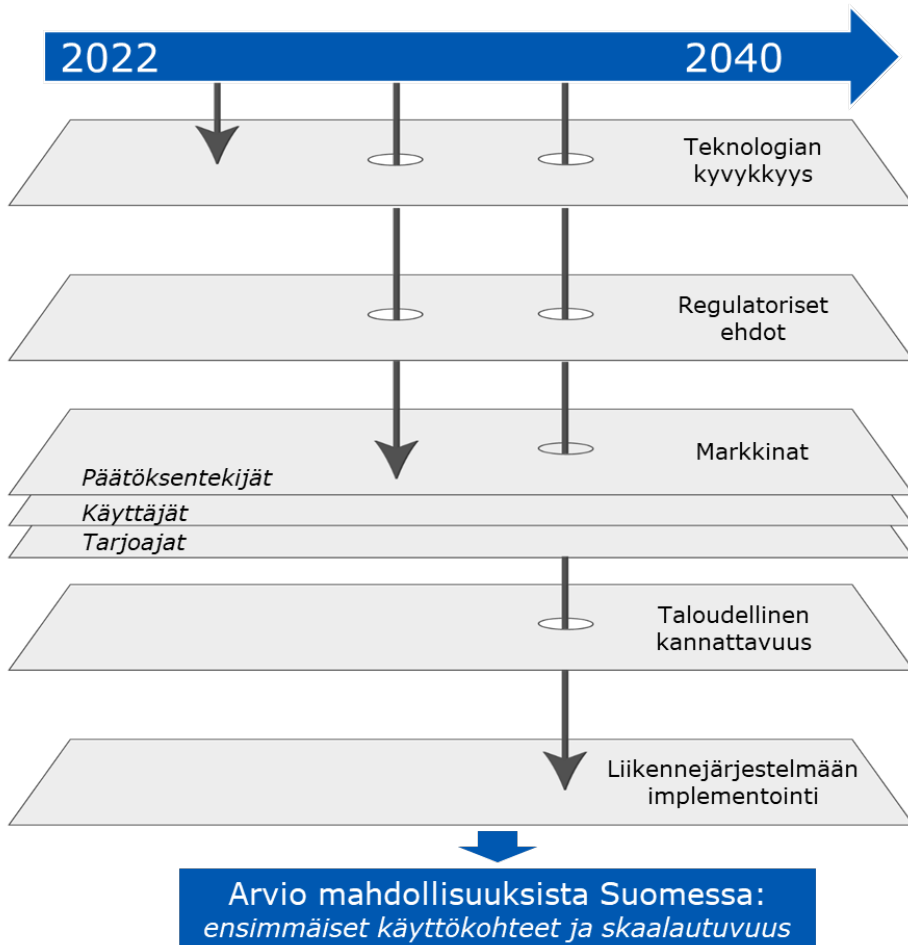 2022 2040
Teknologian
kyvykkyys
Regulatoriset
ehdot
Markkinat
Päätöksentekijät
Käyttäjät
Tarjoajat
Taloudellinen
kannattavuus
Liikennejärjestelmään
implementointi
Arvio mahdollisuuksista Suomessa:
ensimmäiset käyttökohteet ja skaalautuvuus